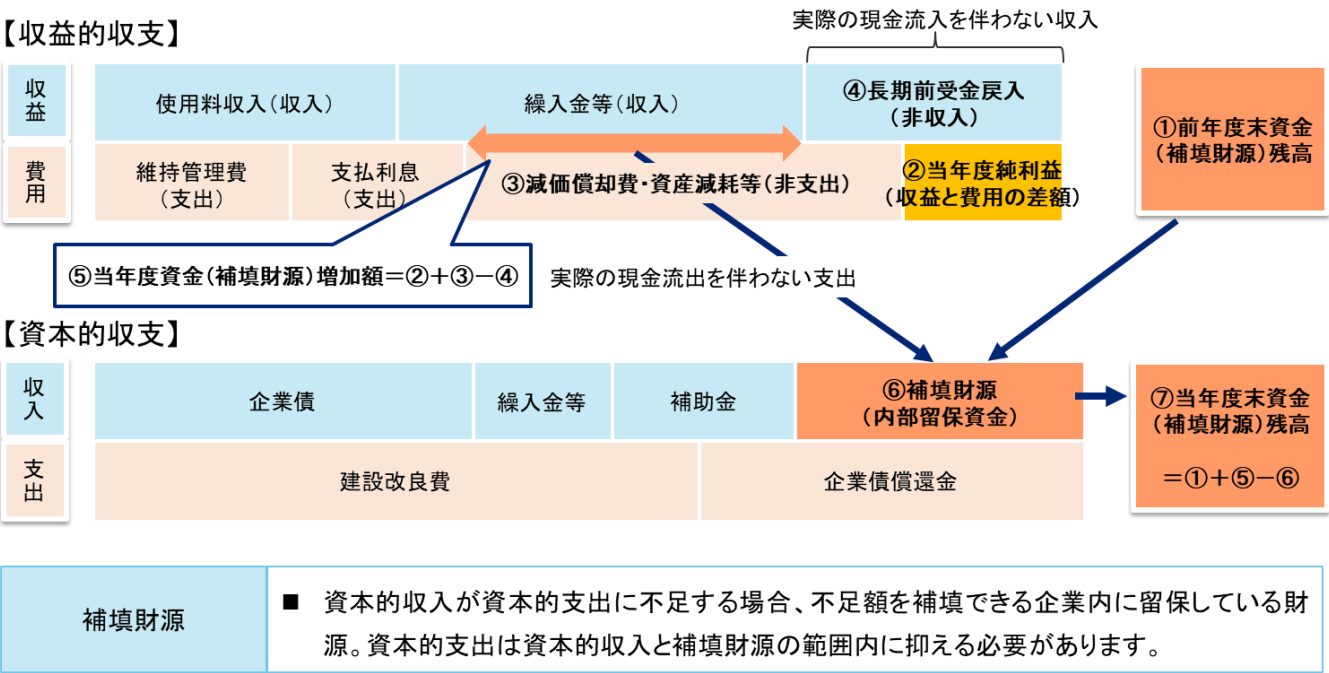 実際の現金流入を伴わない収入
【収益的収支】
収
益
使用料収入(収入)
繰入金等(収入)
④長期前受金戻入
(非収入)
費
用
維持管理費
(支出)
支払利息
(支出)
③減価償却費・資産減耗等(非支出)
②当年度純利益
(収益と費用の差額)
①前年度末資金
(補填財源)残高
⑤当年度資金(補填財源)増加額=②+③-④
実際の現金流出を伴わない支出
【資本的収支】
収
入
企業債
繰入金等
補助金
⑥補填財源
(内部留保資金)
支
出
建設改良費
企業債償還金
⑦当年度末資金
(補填財源)残高
=①+⑤-⑥
補填財源
■ 資本的収入が資本的支出に不足する場合、不足額を補填できる企業内に留保している財
源。資本的支出は資本的収入と補填財源の範囲内に抑える必要があります。